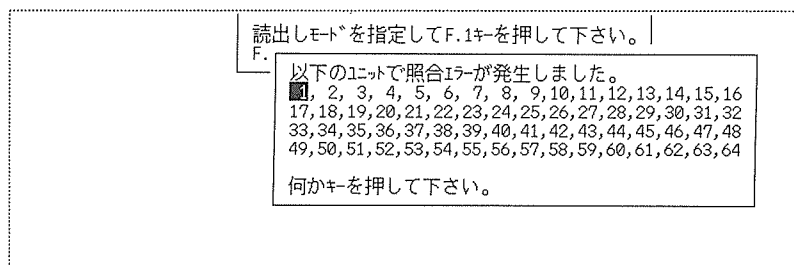 読出しﾓｰﾄﾞを指定してF.1ｷｰを押して下さい。
F.
以下のﾕﾆｯﾄで照合ｴﾗｰが発生しました。
1, 2, 3, 4, 5, 6, 7, 8, 9,10,11,12,13,14,15,16
17,18,19,20,21,22,23,24,25,26,27,28,29,30,31,32
33,34,35,36,37,38,39,40,41,42,43,44,45,46,47,48
49,50,51,52,53,54,55,56,57,58,59,60,61,62,63,64
何かｷｰを押して下さい。